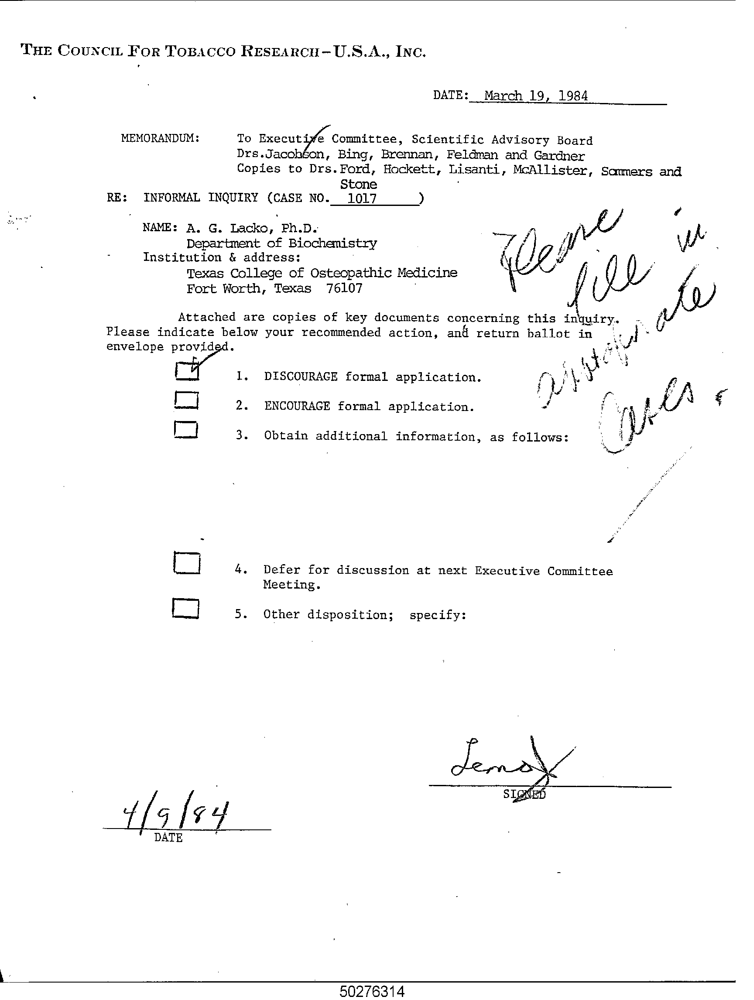 THE COUNCIL FOR TOBACCO RESEARCH-U.S.A., INC.
DATE: March 19, 1984
MEMORANDUM: To Executive Committee, Scientific Advisory Board
Drs.Jacobson, Bing, Brennan, Feldman and Gardner
Copies to Drs.Ford, Hockett, Lisanti, McAllister, Sommers and
Stone
RE: INFORMAL INQUIRY (CASE NO. 1017 )
NAME: A. G. Lacko, Ph.D.
Department of Biochemistry
Institution & address:
Texas College of Osteopathic Medicine
Fort Worth, Texas 76107
Please
file in
Cases.
Attached are copies of key documents concerning this inquiry.
Please indicate below your recommended action, and return ballot in
envelope provided.
1. DISCOURAGE formal application.
2. ENCOURAGE formal application.
3. Obtain additional information, as follows:
4. Defer for discussion at next Executive Committee
Meeting.
5. Other disposition; specify:
SIGNED
4/9/84
DATE
50276314